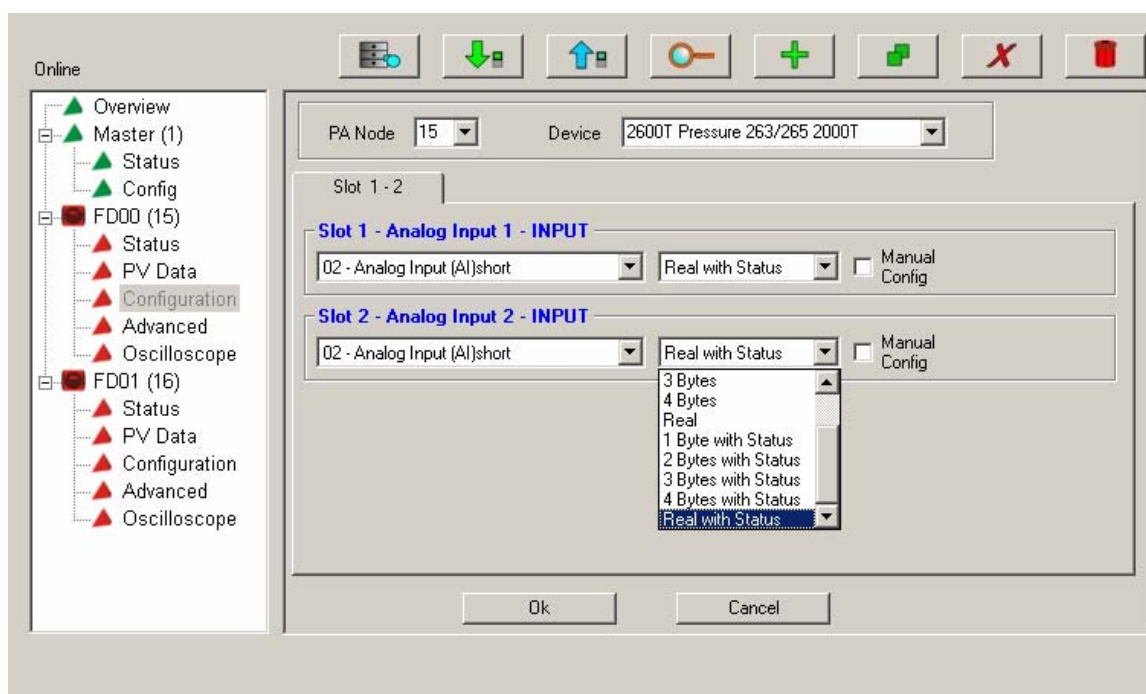 Online
Overview
Master (1)
Status
Config
FD00 (15)
Status
PV Data
Configuration
Advanced
Oscilloscope
FD01 (16)
Status
PV Data
Configuration
Advanced
Oscilloscope
PA Node 15 Device 2600T Pressure 263/265 2000T
Slot 1 - 2
Slot 1 - Analog Input 1 - INPUT
02 - Analog Input (AI)short Real with Status Manual
Config
Slot 2 - Analog Input 2 - INPUT
02 - Analog Input (AI)short Real with Status Manual
Config
3 Bytes
4 Bytes
Real
1 Byte with Status
2 Bytes with Status
3 Bytes with Status
4 Bytes with Status
Real with Status
Ok Cancel